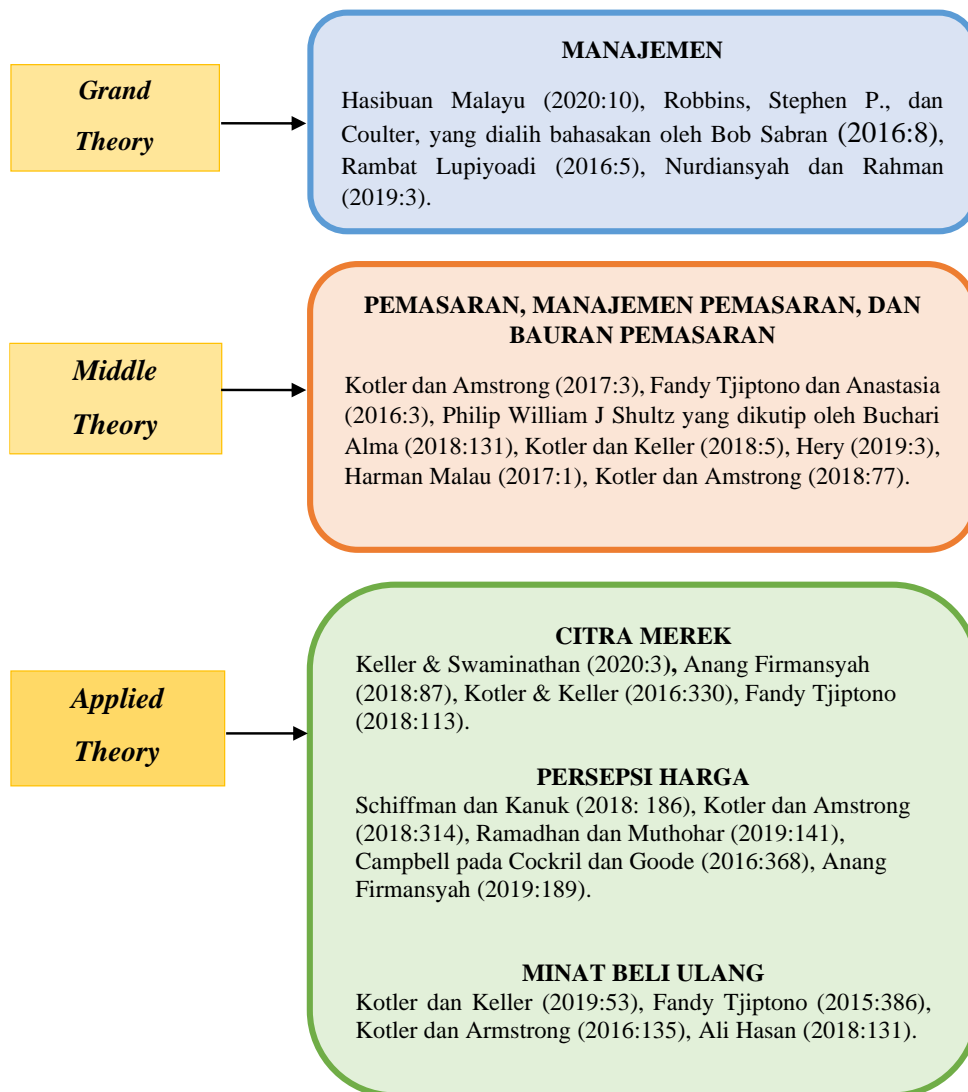 Grand
Theory
MANAJEMEN
Hasibuan Malayu (2020:10), Robbins, Stephen P., dan
Coulter, yang dialih bahasakan oleh Bob Sabran (2016:8),
Rambat Lupiyoadi (2016:5), Nurdiansyah dan Rahman
(2019:3).
Middle
Theory
PEMASARAN, MANAJEMEN PEMASARAN, DAN
BAURAN PEMASARAN
Kotler dan Amstrong (2017:3), Fandy Tjiptono dan Anastasia
(2016:3), Philip William J Shultz yang dikutip oleh Buchari
Alma (2018:131), Kotler dan Keller (2018:5), Hery (2019:3),
Harman Malau (2017:1), Kotler dan Amstrong (2018:77).
Applied
Theory
CITRA MEREK
Keller & Swaminathan (2020:3), Anang Firmansyah
(2018:87), Kotler & Keller (2016:330), Fandy Tjiptono
(2018:113).
PERSEPSI HARGA
Schiffman dan Kanuk (2018: 186), Kotler dan Amstrong
(2018:314), Ramadhan dan Muthohar (2019:141),
Campbell pada Cockril dan Goode (2016:368), Anang
Firmansyah (2019:189).
MINAT BELI ULANG
Kotler dan Keller (2019:53), Fandy Tjiptono (2015:386),
Kotler dan Armstrong (2016:135), Ali Hasan (2018:131).